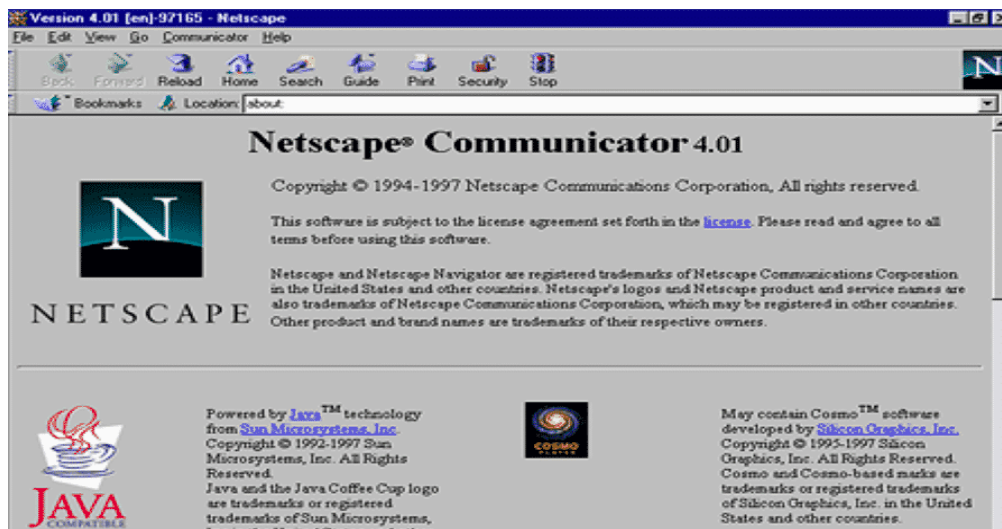 Version 4.01 [en]-97165 - Netscape
File Edit View Go Communicator Help
Back Forward Reload Home Search Guide Print Security Stop
N
Bookmarks Location: about:
Netscape® Communicator 4.01
N
NETSCAPE
Copyright © 1994-1997 Netscape Communications Corporation, All rights reserved.
This software is subject to the license agreement set forth in the license. Please read and agree to all
terms before using this software.
Netscape and Netscape Navigator are registered trademarks of Netscape Communications Corporation
in the United States and other countries. Netscape's logos and Netscape product and service names are
also trademarks of Netscape Communications Corporation, which may be registered in other countries.
Other product and brand names are trademarks of their respective owners.
JAVA
COMPATIBLE
Powered by Java™ technology
from Sun Microsystems, Inc.
Copyright © 1992-1997 Sun
Microsystems, Inc. All Rights
Reserved.
Java and the Java Coffee Cup logo
are trademarks or registered
trademarks of Sun Microsystems,
COSMO
PLAYER
May contain Cosmo™ software
developed by Silicon Graphics, Inc.
Copyright © 1995-1997 Silicon
Graphics, Inc. All Rights Reserved.
Cosmo and Cosmo-based marks are
trademarks or registered trademarks
of Silicon Graphics, Inc. in the United
States and other countries.